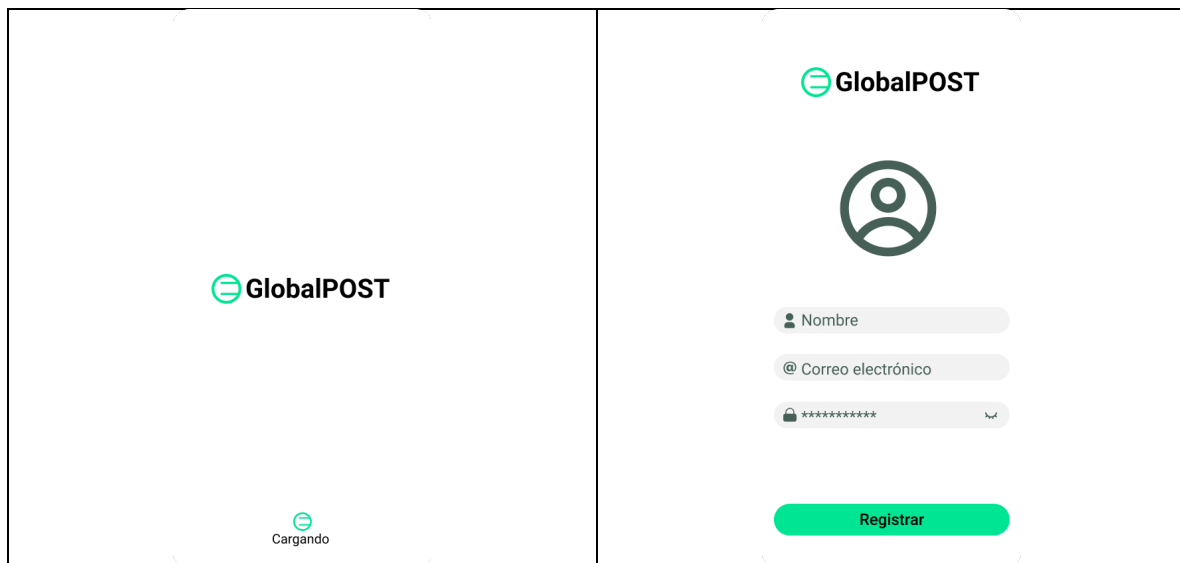 GlobalPOST
Cargando
GlobalPOST
Nombre
@ Correo electrónico
***********
Registrar